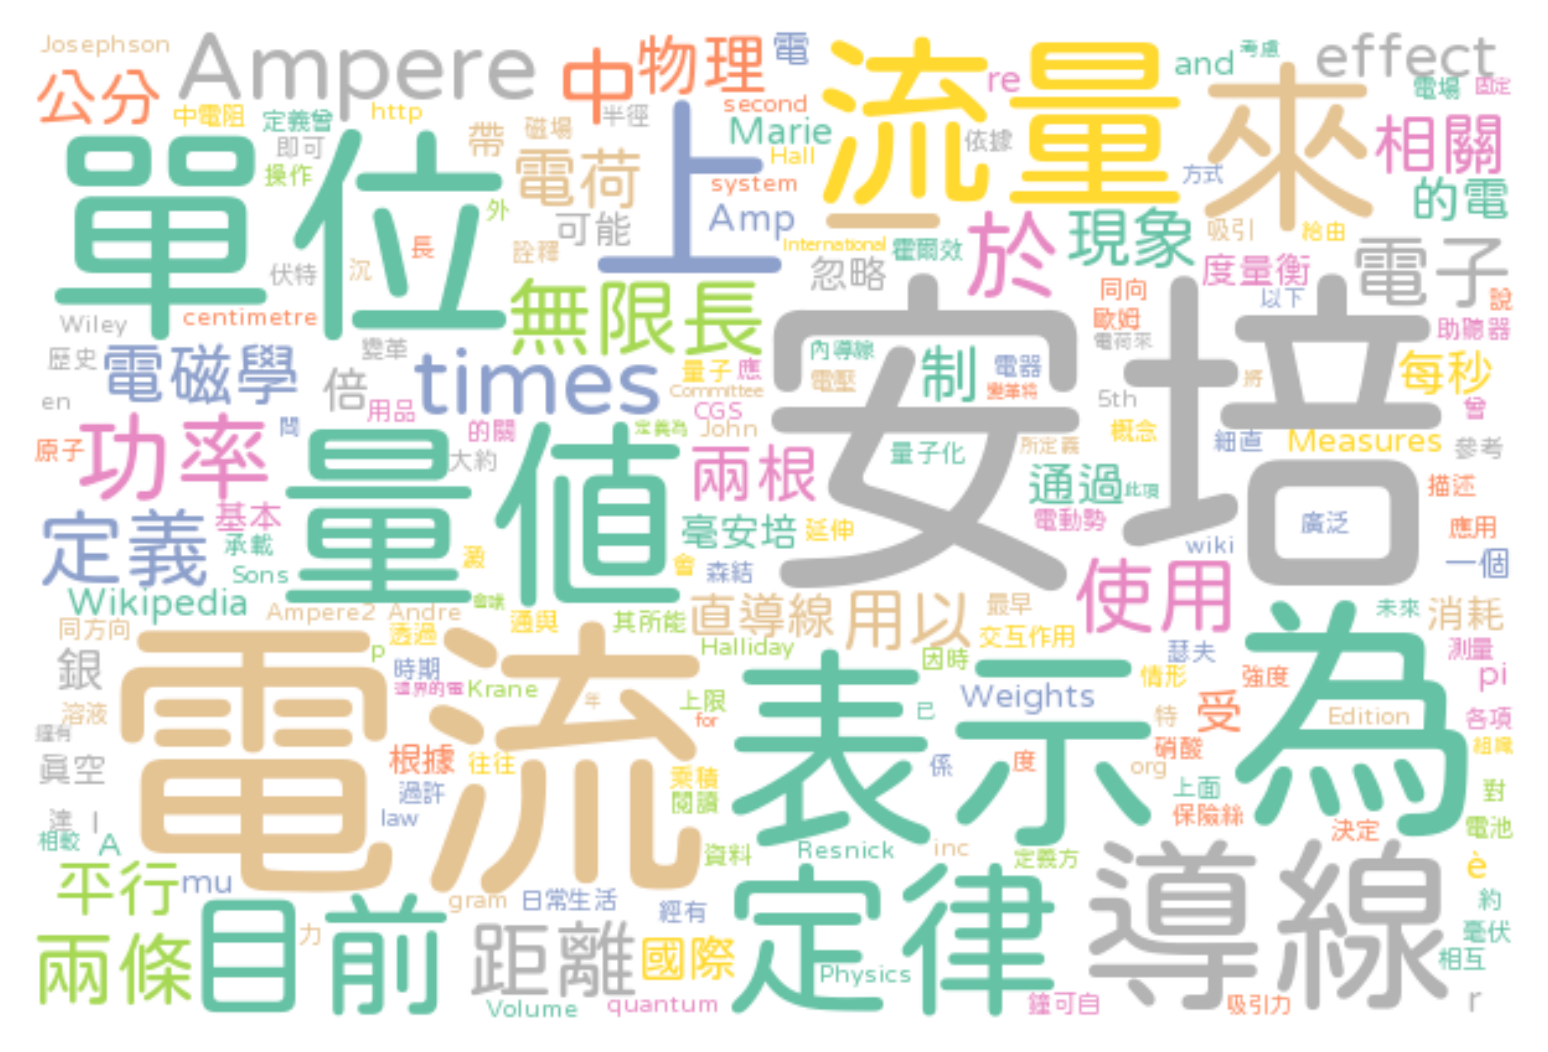 Josephson
Ampere
中
物理
電
流量
re
and
考慮
effect
公分
中電阻
定義曾
http
半徑
second
電場
固定
來
即可
帶
磁場
Marie
依據
相關
操作
電荷
Hall
方式
單位
上
system
的電
外
可能
Amp
於
現象
吸引
給由
長
詮釋
International
霍爾效
電子
伏特
沉
忽略
度量衡
無限長
安培
同向
以下
說
Wiley
centimetre
歐姆
助聽器
歷史
電磁學
變革
times
內導線
制
電器
電荷來
每秒
倍
量子
應
電壓
變革將
將
en
用品
Committee
CGS
5th
曾
功率
問
的關
定義為
John
概念
細直
Measures
參考
原子
量值
大約
兩根
量子化
所定義
通過
此項
描述
定義
基本
毫安培
延伸
電動勢
廣泛
應用
承載
wiki
一個
Sons
會
森結
使用
Wikipedia
會議
Ampere2
Andre
直導線
用以
最早
未來
消耗
同方向
透過
通與
其所能
交互作用
為
銀
p
Halliday
因時
瑟夫
測量
電流
時期
表示
情形
強度
pi
Krane
年
上限
Weights
溶液
for
已
特
受
Edition
各項
真空
根據
往往
乘積
係
度
硝酸
組織
過許
閱讀
org
上面
對
I
law
保險絲
相較
A
資料
Resnick
inc
定義方
決定
電池
平行
mu
定律
導線
è
gram
日常生活
經有
約
兩條
目前
力
距離
國際
毫伏
Physics
相互
Volume
quantum
鐘可自
吸引力
r